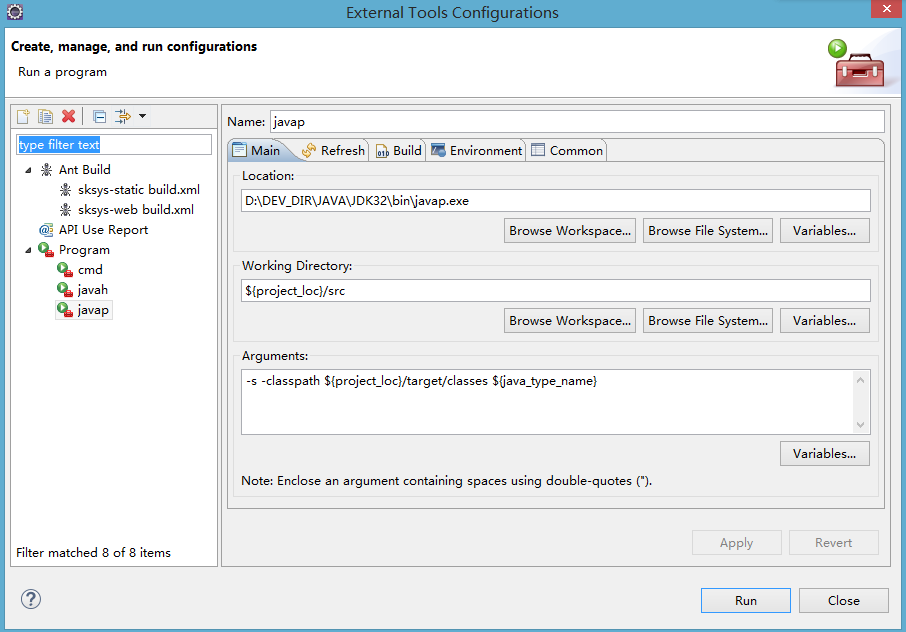 External Tools Configurations
Create, manage, and run configurations
Run a program
type filter text
Ant Build
sksys-static build.xml
sksys-web build.xml
API Use Report
Program
cmd
javah
javap
Filter matched 8 of 8 items
Name: javap
Main Refresh Build Environment Common
Location:
D:\DEV_DIR\JAVA\JDK32\bin\javap.exe
Browse Workspace... Browse File System... Variables...
Working Directory:
${project_loc}/src
Browse Workspace... Browse File System... Variables...
Arguments:
-s -classpath ${project_loc}/target/classes ${java_type_name}
Variables...
Note: Enclose an argument containing spaces using double-quotes (").
Apply Revert
Run Close